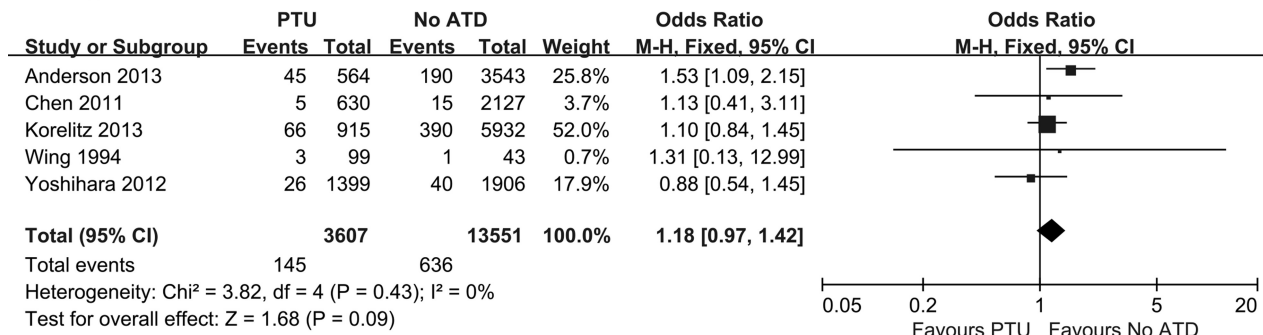 PTU No ATD Odds Ratio Odds Ratio
Study or Subgroup Events Total Events Total Weight M-H, Fixed, 95% CI M-H, Fixed, 95% CI
Anderson 2013 45 564 190 3543 25.8% 1.53 [1.09, 2.15]
Chen 2011 5 630 15 2127 3.7% 1.13 [0.41, 3.11]
Korelitz 2013 66 915 390 5932 52.0% 1.10 [0.84, 1.45]
Wing 1994 3 99 1 43 0.7% 1.31 [0.13, 12.99]
Yoshihara 2012 26 1399 40 1906 17.9% 0.88 [0.54, 1.45]
Total (95% CI) 3607 13551 100.0% 1.18 [0.97, 1.42]
Total events 145 636
Heterogeneity: Chi² = 3.82, df = 4 (P = 0.43); I² = 0%
Test for overall effect: Z = 1.68 (P = 0.09)
0.05 0.2 1 5 20
Favours PTU Favours No ATD